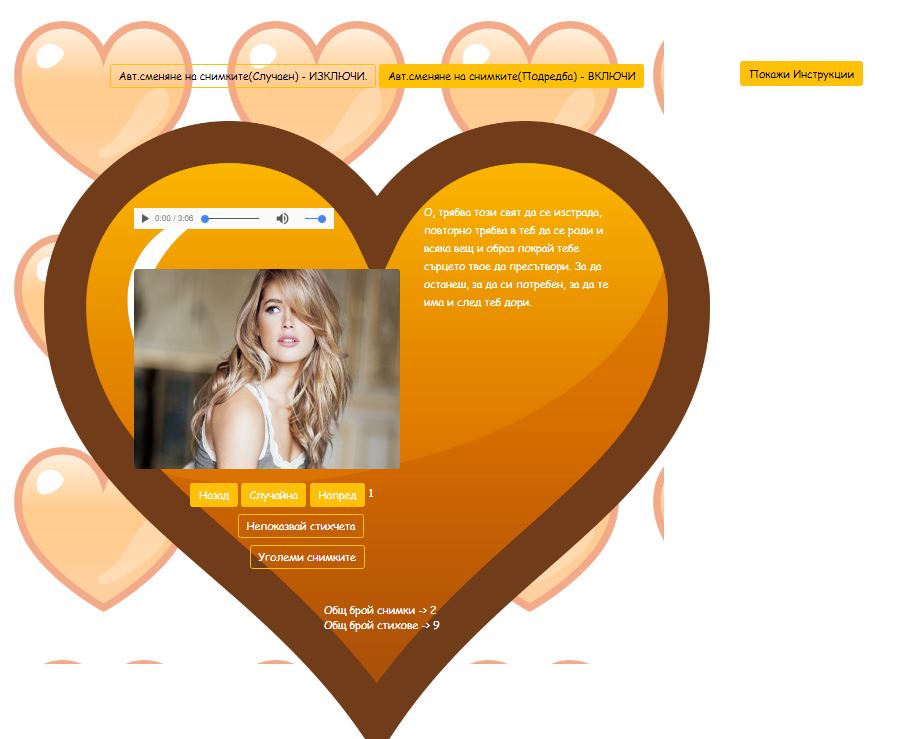 Авт.сменяне на снимките(Случаен) - ИЗКЛЮЧИ.
Авт.сменяне на снимките(Подредба) - ВКЛЮЧИ
Покажи Инструкции
0:00 / 3:06
О, трябва този свят да се изстрада,
повторно трябва в теб да се роди и
всяка вещ и образ покрай тебе
сърцето твое да пресътвори. За да
останеш, за да си потребен, за да те
има и след теб дори.
Назад
Случайна
Напред
1
Непоказвай стихчета
Уголеми снимките
Общ брой снимки -> 2
Общ брой стихове -> 9